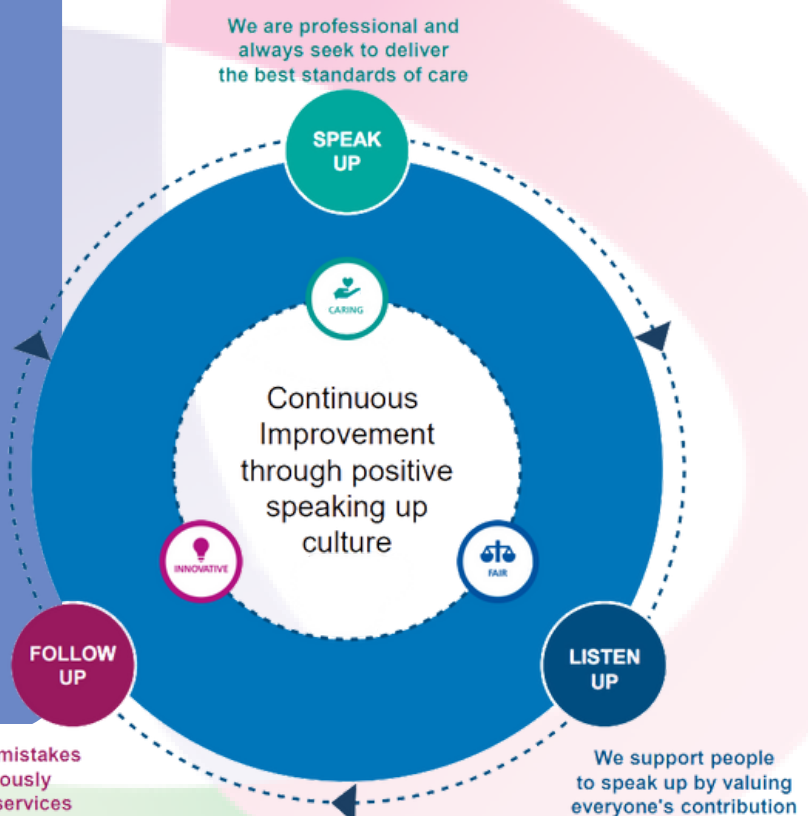 We are professional and
always seek to deliver
the best standards of care
SPEAK
UP
CARING
Continuous
Improvement
through positive
speaking up
culture
INNOVATIVE
FAIR
FOLLOW
UP
LISTEN
UP
mistakes
ously
services
We support people
to speak up by valuing
everyone's contribution